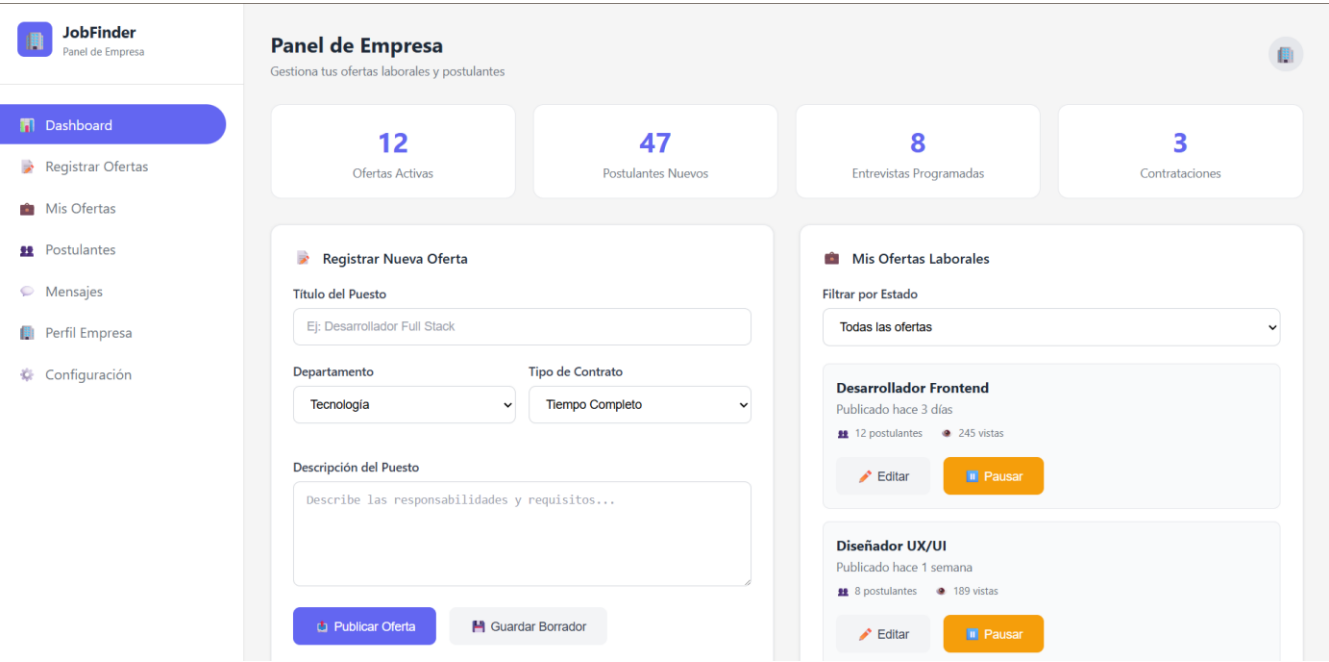 JobFinder
Panel de Empresa
Dashboard
Registrar Ofertas
Mis Ofertas
Postulantes
Mensajes
Perfil Empresa
Configuración
Panel de Empresa
Gestiona tus ofertas laborales y postulantes
12
Ofertas Activas
47
Postulantes Nuevos
8
Entrevistas Programadas
3
Contrataciones
Registrar Nueva Oferta
Título del Puesto
Ej: Desarrollador Full Stack
Departamento Tipo de Contrato
Tecnología Tiempo Completo
Descripción del Puesto
Describe las responsabilidades y requisitos...
Publicar Oferta Guardar Borrador
Mis Ofertas Laborales
Filtrar por Estado
Todas las ofertas
Desarrollador Frontend
Publicado hace 3 días
12 postulantes 245 vistas
Editar Pausar
Diseñador UX/UI
Publicado hace 1 semana
8 postulantes 189 vistas
Editar Pausar